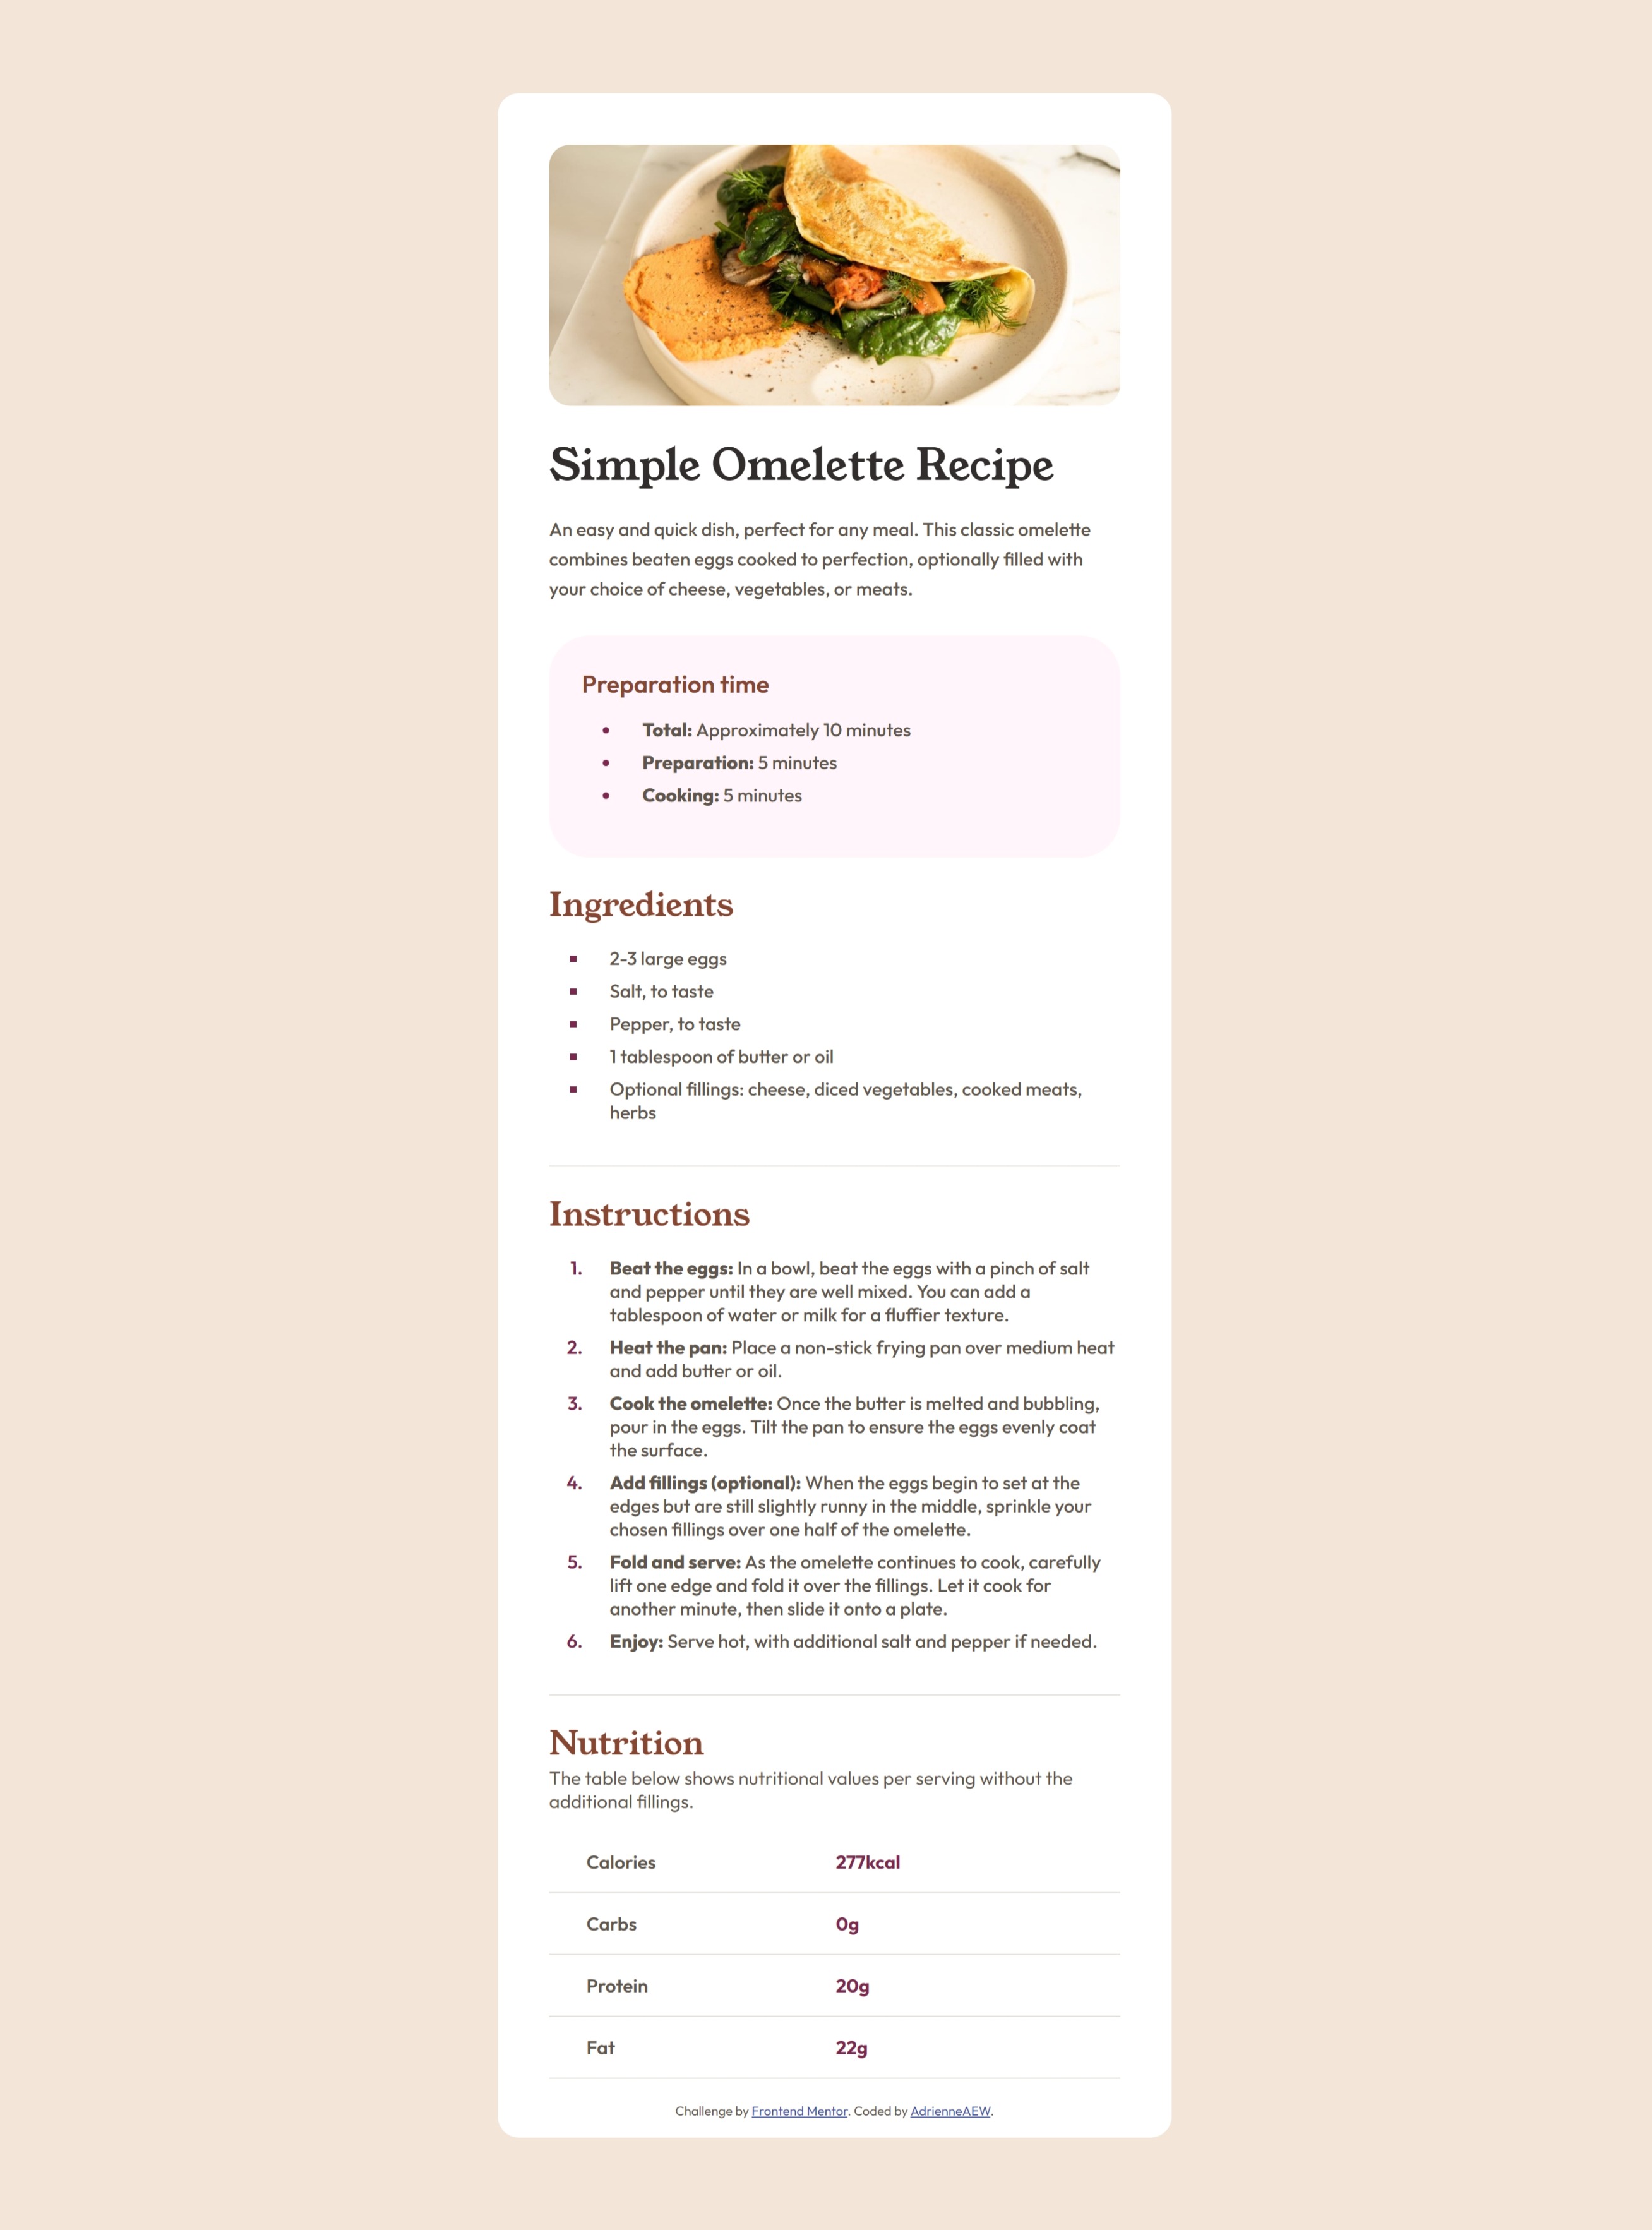 Simple Omelette Recipe
An easy and quick dish, perfect for any meal. This classic omelette
combines beaten eggs cooked to perfection, optionally filled with
your choice of cheese, vegetables, or meats.
Preparation time
• Total: Approximately 10 minutes
• Preparation: 5 minutes
• Cooking: 5 minutes
Ingredients
▪ 2-3 large eggs
▪ Salt, to taste
▪ Pepper, to taste
▪ 1 tablespoon of butter or oil
▪ Optional fillings: cheese, diced vegetables, cooked meats,
herbs
Instructions
1. Beat the eggs: In a bowl, beat the eggs with a pinch of salt
and pepper until they are well mixed. You can add a
tablespoon of water or milk for a fluffier texture.
2. Heat the pan: Place a non-stick frying pan over medium heat
and add butter or oil.
3. Cook the omelette: Once the butter is melted and bubbling,
pour in the eggs. Tilt the pan to ensure the eggs evenly coat
the surface.
4. Add fillings (optional): When the eggs begin to set at the
edges but are still slightly runny in the middle, sprinkle your
chosen fillings over one half of the omelette.
5. Fold and serve: As the omelette continues to cook, carefully
lift one edge and fold it over the fillings. Let it cook for
another minute, then slide it onto a plate.
6. Enjoy: Serve hot, with additional salt and pepper if needed.
Nutrition
The table below shows nutritional values per serving without the
additional fillings.
Calories 277kcal
Carbs 0g
Protein 20g
Fat 22g
Challenge by Frontend Mentor. Coded by AdrienneAEW.